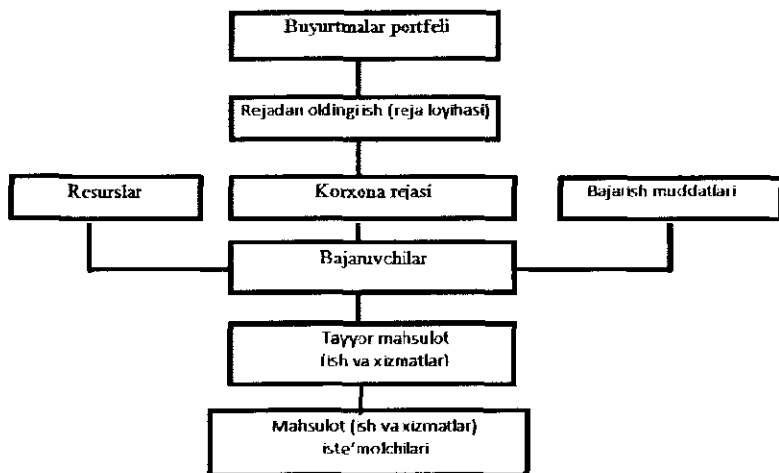 Buyurtmalar portfeli
Rejadan oldingi ish (reja loyihasi)
Resurslar
Korxona rejasi
Bajarish muddatlari
Bajaruvchilar
Tayyor mahsulot
(ish va xizmatlar)
Mahsulot (ish va xizmatlar)
iste'molchilari